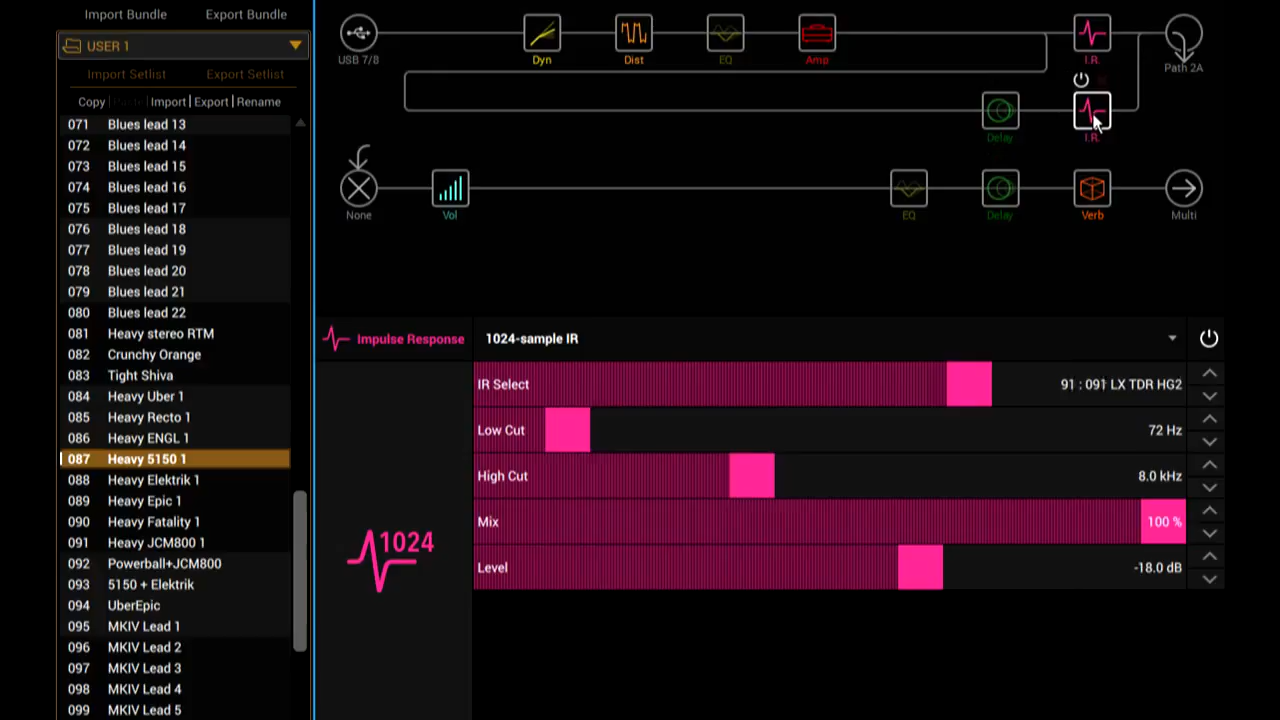 Import Bundle Export Bundle
USER 1
Import Setlist Export Setlist
Copy Paste Import Export Rename
071 Blues lead 13
072 Blues lead 14
073 Blues lead 15
074 Blues lead 16
075 Blues lead 17
076 Blues lead 18
077 Blues lead 19
078 Blues lead 20
079 Blues lead 21
080 Blues lead 22
081 Heavy stereo RTM
082 Crunchy Orange
083 Tight Shiva
084 Heavy Uber 1
085 Heavy Recto 1
086 Heavy ENGL 1
087 Heavy 5150 1
088 Heavy Elektrik 1
089 Heavy Epic 1
090 Heavy Fatality 1
091 Heavy JCM800 1
092 Powerball+JCM800
093 5150 + Elektrik
094 UberEpic
095 MKIV Lead 1
096 MKIV Lead 2
097 MKIV Lead 3
098 MKIV Lead 4
099 MKIV Lead 5
USB 7/8 Dyn Dist EQ Amp I.R. Path 2A
Delay I.R.
None Vol EQ Delay Verb Multi
Impulse Response 1024-sample IR
IR Select 91 : 091 LX TDR HG2
Low Cut 72 Hz
High Cut 8.0 kHz
Mix 100 %
Level -18.0 dB
1024